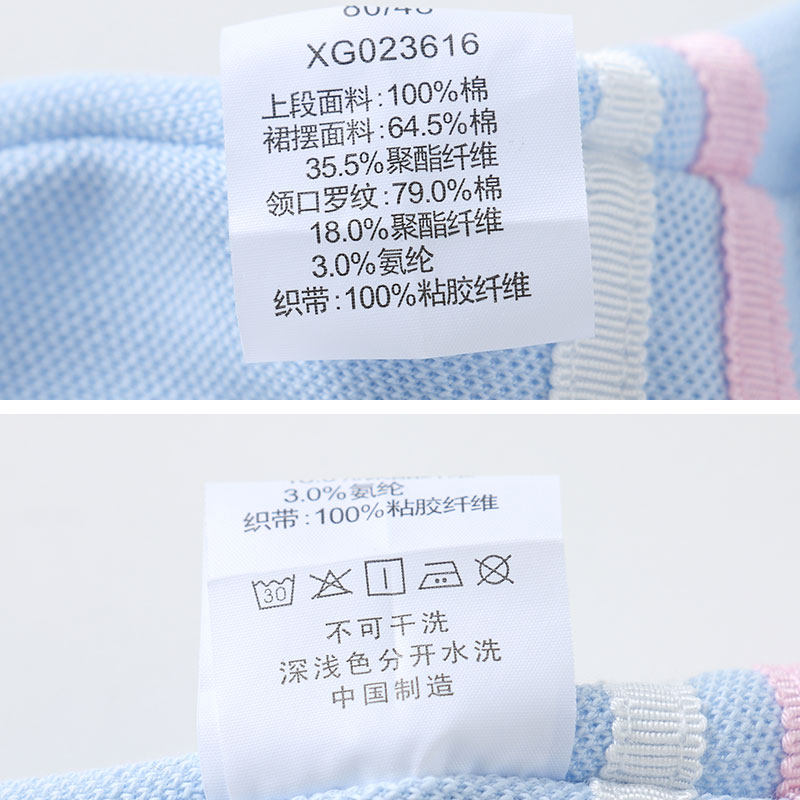 XG023616
上段面料:100%棉
裙摆面料:64.5%棉
35.5%聚酯纤维
领口罗纹:79.0%棉
18.0%聚酯纤维
3.0%氨纶
织带:100%粘胶纤维
3.0%氨纶
织带:100%粘胶纤维
30
不可干洗
深浅色分开水洗
中国制造